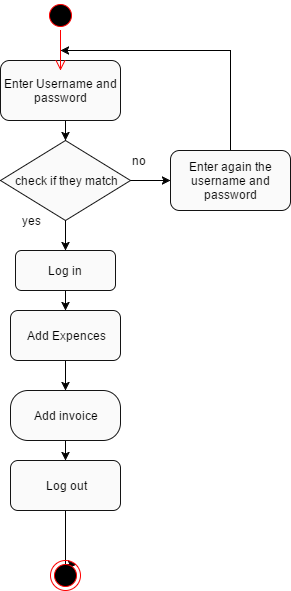 Enter Username and
password
check if they match
no
Enter again the
username and
password
yes
Log in
Add Expences
Add invoice
Log out